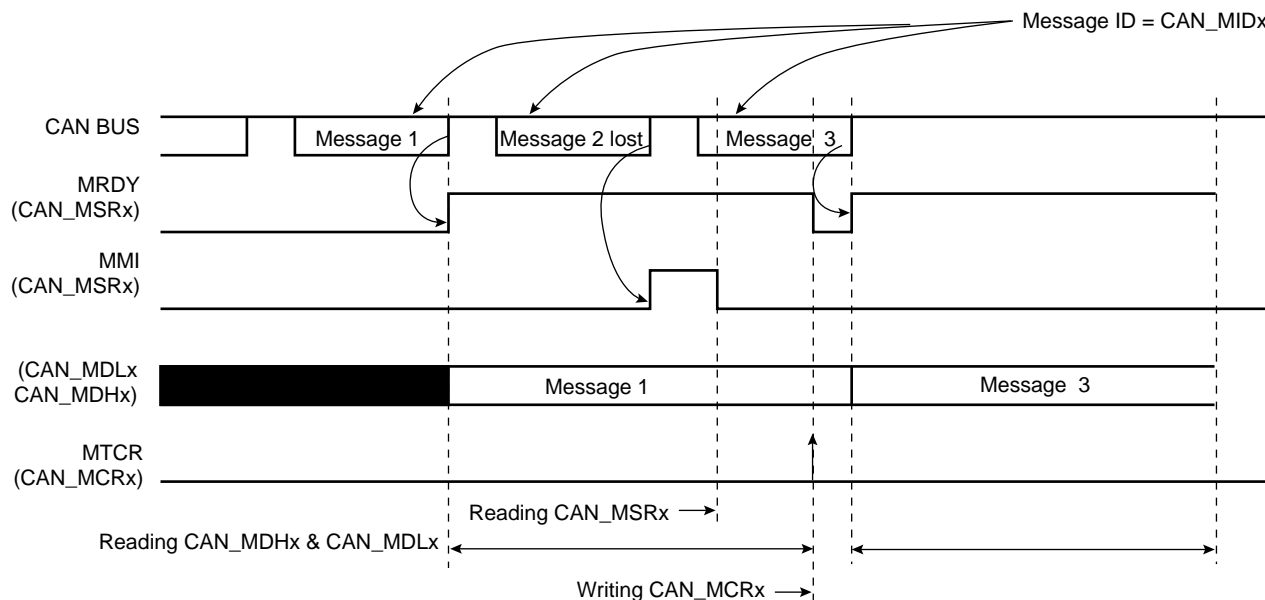 Message ID = CAN_MIDx
CAN BUS
Message 1
Message 2 lost
Message 3
MRDY
(CAN_MSRx)
MMI
(CAN_MSRx)
(CAN_MDLx
CAN_MDHx)
Message 1
Message 3
MTCR
(CAN_MCRx)
Reading CAN_MSRx
Reading CAN_MDHx & CAN_MDLx
Writing CAN_MCRx